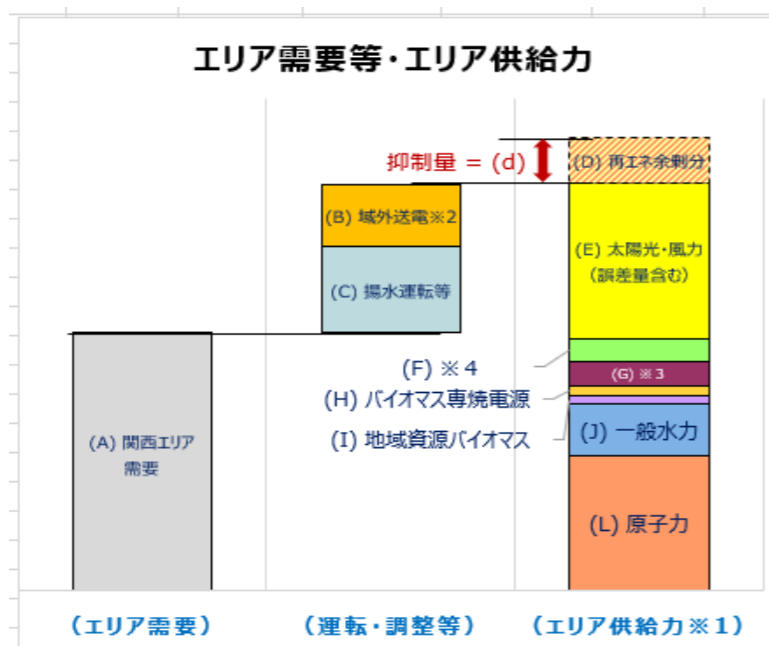 エリア需要等・エリア供給力
抑制量 = (d)
(D) 再エネ余剰分
(B) 域外送電※2
(C) 揚水運転等
(E) 太陽光・風力
(誤差量含む)
(F) ※４
(G) ※３
(H) バイオマス専焼電源
(I) 地域資源バイオマス
(J) 一般水力
(A) 関西エリア
需要
(L) 原子力
(エリア需要)
(運転・調整等)
(エリア供給力※１)